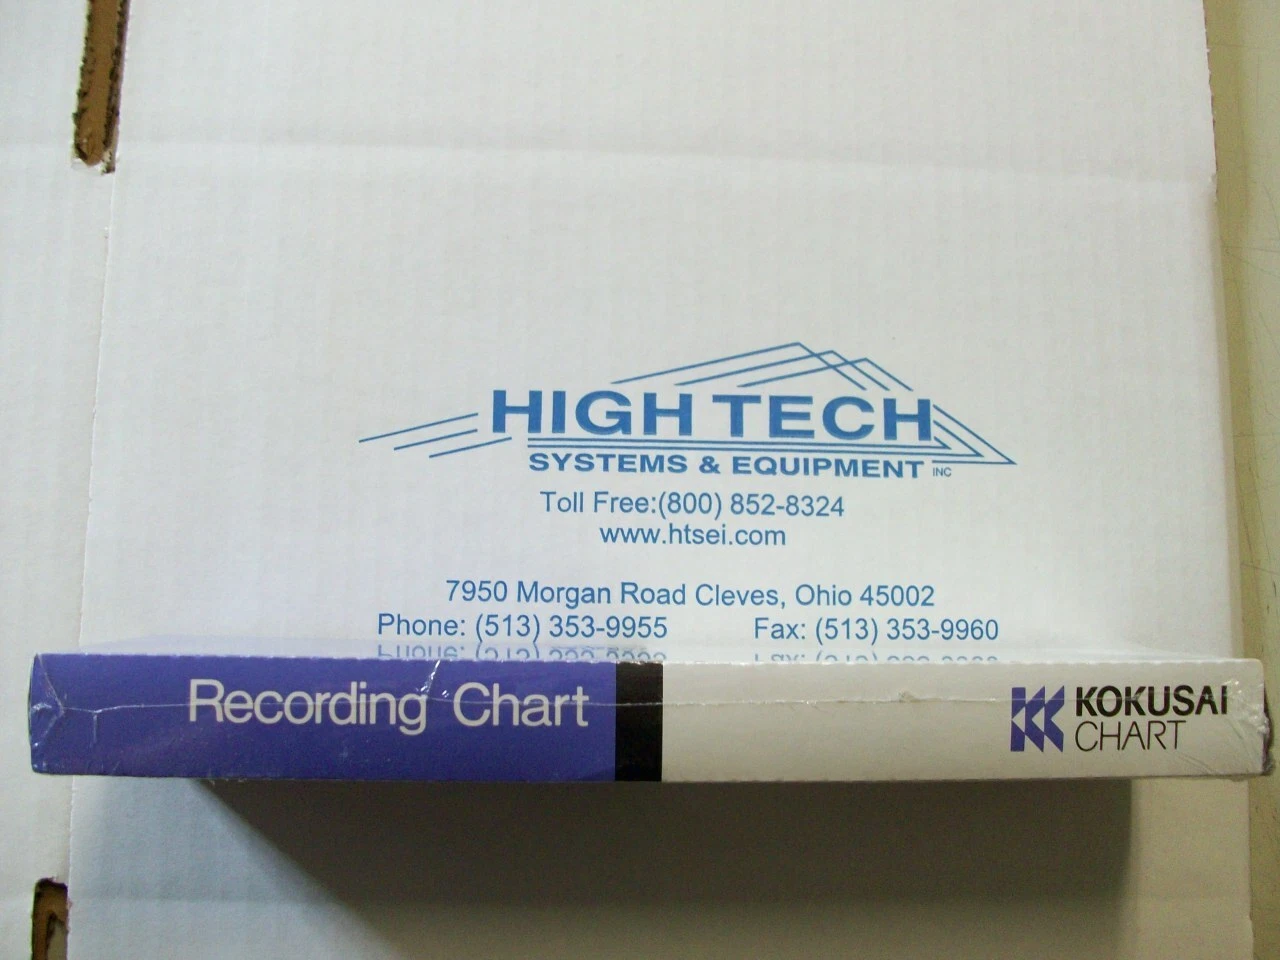 HIGH TECH
SYSTEMS & EQUIPMENT INC
Toll Free:(800) 852-8324
www.htsei.com
7950 Morgan Road Cleves, Ohio 45002
Phone: (513) 353-9955 Fax: (513) 353-9960
Recording Chart
KOKUSAI
CHART